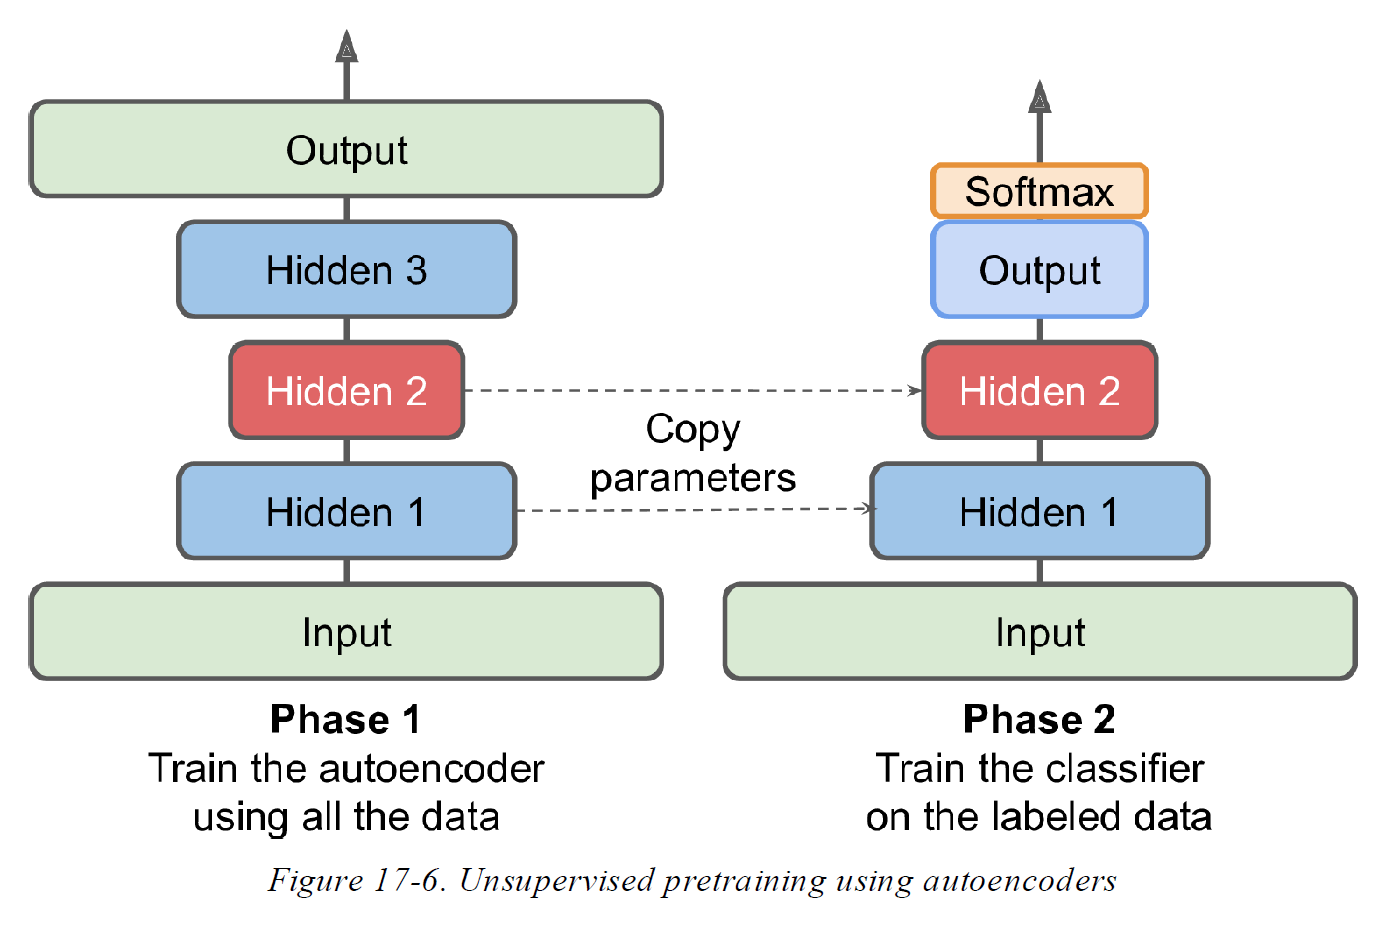 Output
Hidden 3
Hidden 2
Hidden 1
Input
Phase 1
Train the autoencoder
using all the data
Copy
parameters
Softmax
Output
Hidden 2
Hidden 1
Input
Phase 2
Train the classifier
on the labeled data
Figure 17-6. Unsupervised pretraining using autoencoders